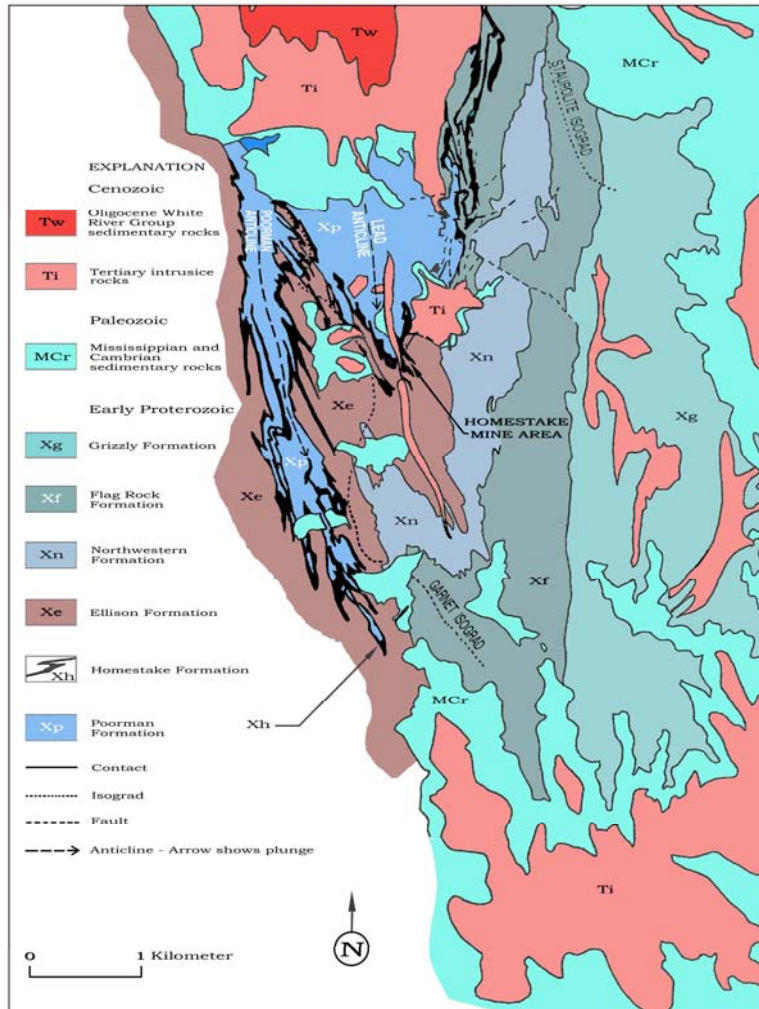 Tw
Ti
MCr
STAUROLITE ISOGRAD
EXPLANATION
Cenozoic
Tw
Oligocene White
River Group
sedimentary rocks
Ti
Tertiary intrusice
rocks
Paleozoic
MCr
Mississippian and
Cambrian
sedimentary rocks
Early Proterozoic
Xg
Grizzly Formation
Xf
Flag Rock
Formation
Xn
Northwestern
Formation
Xe
Ellison Formation
Xh
Homestake Formation
Xp
Poorman
Formation
Contact
Isograd
Fault
Anticline - Arrow shows plunge
0
1 Kilometer
POORMAN
ANTICLINE
Xp
LEAD
ANTICLINE
Ti
Xn
Xe
HOMESTAKE
MINE AREA
Xg
Xp
Xe
Xn
Xf
GARNET ISOGRAD
Xh
MCr
Ti
N